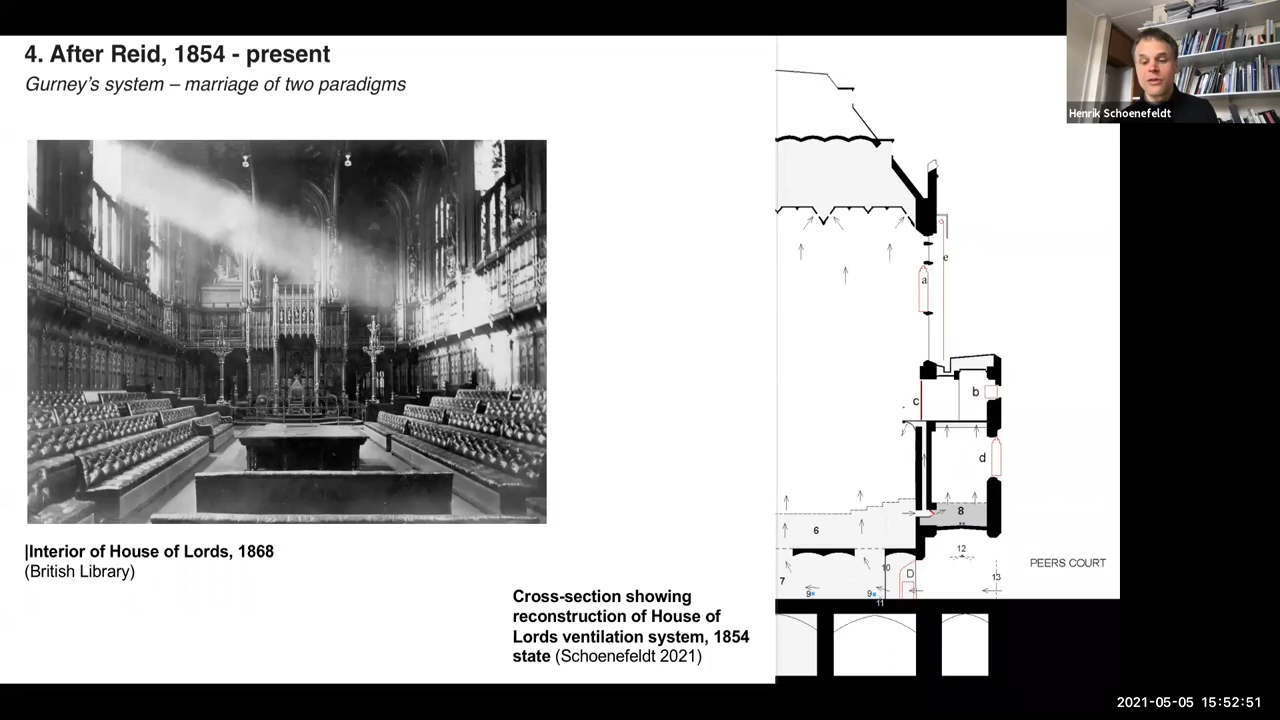 4. After Reid, 1854 - present
Gurney's system – marriage of two paradigms
Henrik Schoenefeldt
|Interior of House of Lords, 1868
(British Library)
Cross-section showing
reconstruction of House of
Lords ventilation system, 1854
state (Schoenefeldt 2021)
e
a
b
c
d
8
6
12
PEERS COURT
10
D
7
13
9
9
11
2021-05-05 15:52:51